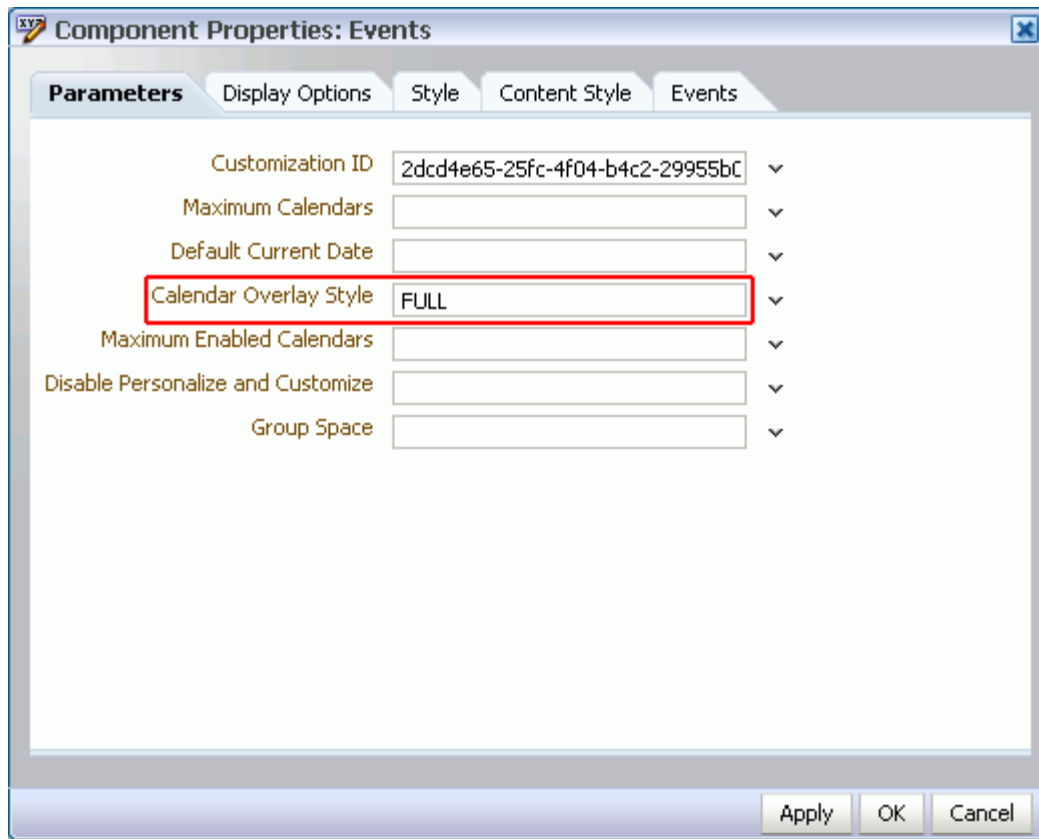 Component Properties: Events
Parameters Display Options Style Content Style Events
Customization ID 2dcd4e65-25fc-4f04-b4c2-29955b0
Maximum Calendars
Default Current Date
Calendar Overlay Style FULL
Maximum Enabled Calendars
Disable Personalize and Customize
Group Space
Apply OK Cancel